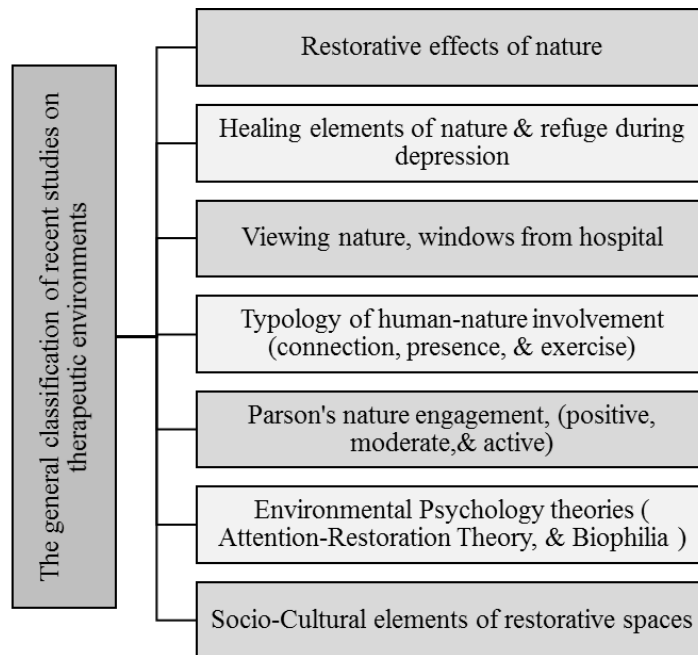 The general classification of recent studies on
therapeutic environments
Restorative effects of nature
Healing elements of nature & refuge during
depression
Viewing nature, windows from hospital
Typology of human-nature involvement
(connection, presence, & exercise)
Parson's nature engagement, (positive,
moderate,& active)
Environmental Psychology theories (
Attention-Restoration Theory, & Biophilia )
Socio-Cultural elements of restorative spaces